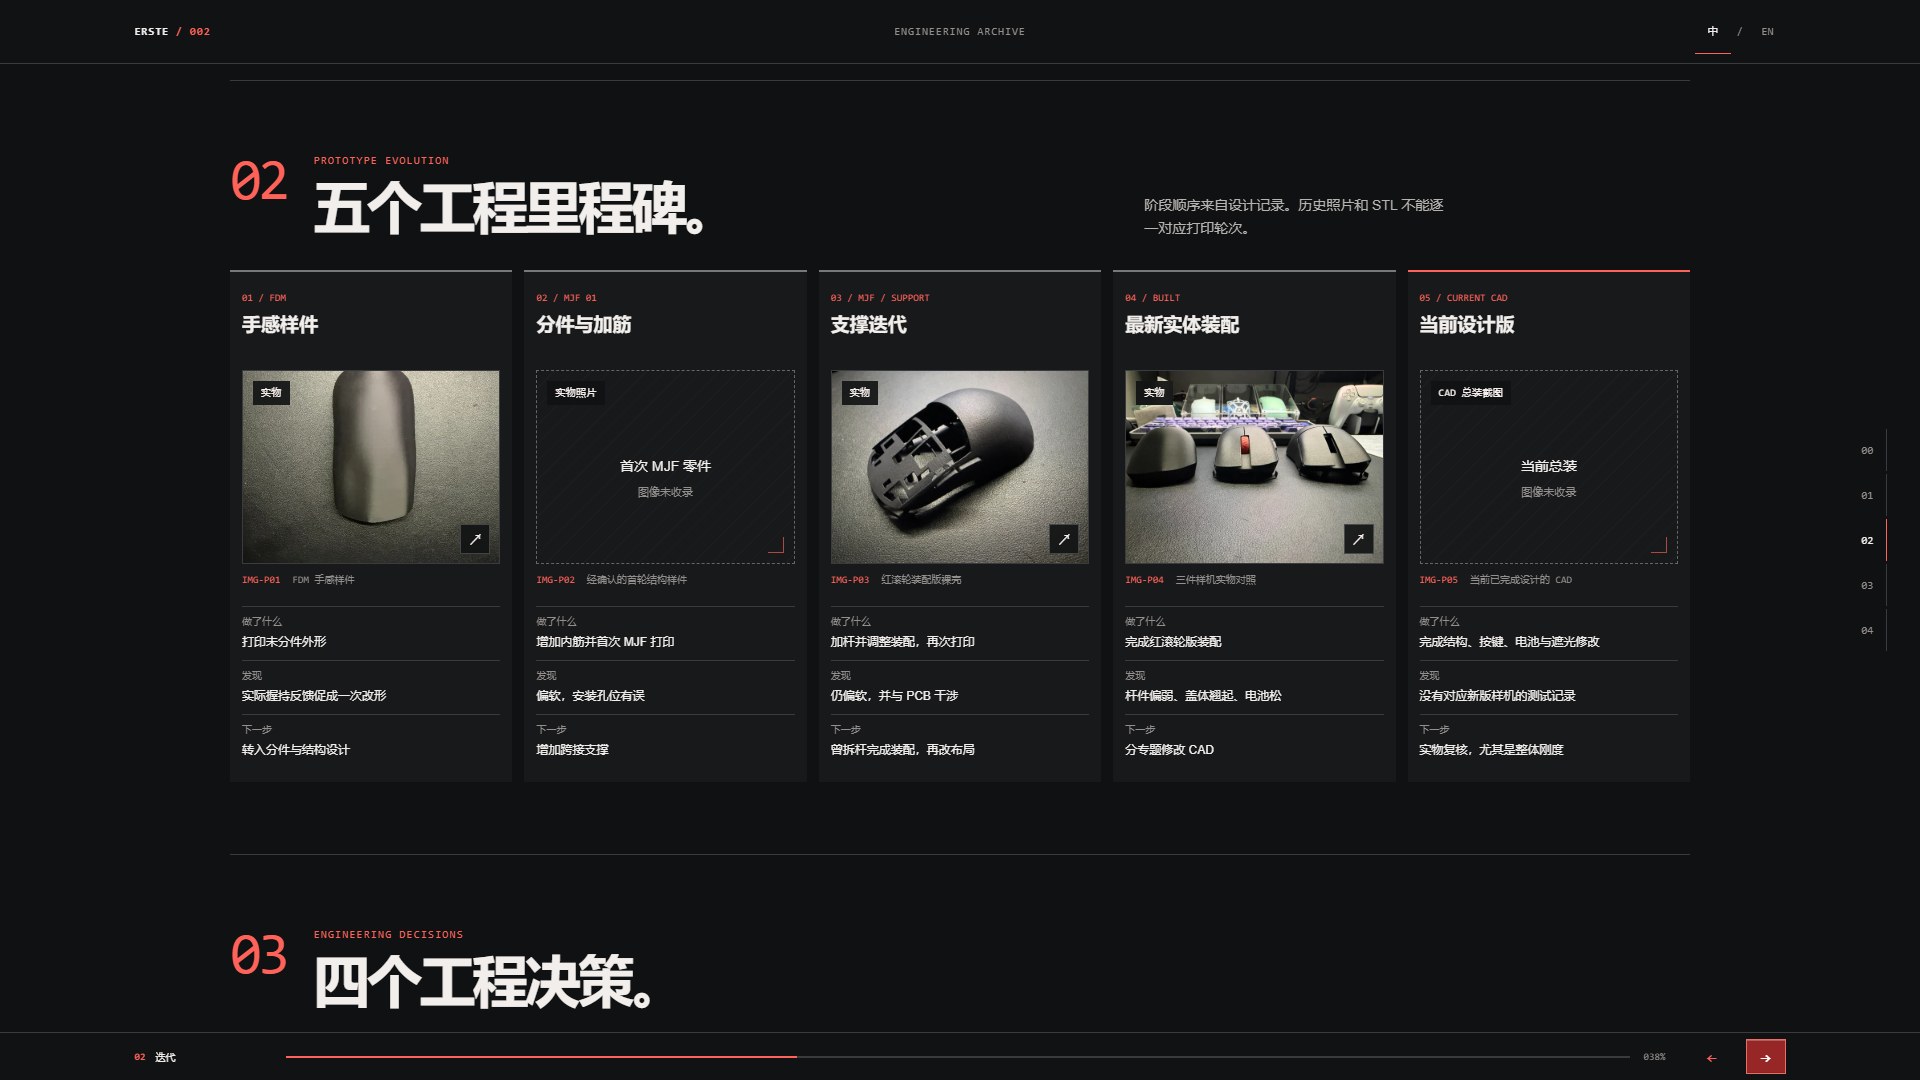 ERSTE / 002
ENGINEERING ARCHIVE
中 / EN
02
PROTOTYPE EVOLUTION
五个工程里程碑。
阶段顺序来自设计记录。历史照片和 STL 不能逐
一对应打印轮次。
01 / FDM
手感样件
实物
IMG-P01 FDM 手感样件
做了什么
打印未分件外形
发现
实际握持反馈促成一次改形
下一步
转入分件与结构设计
02 / MJF 01
分件与加筋
实物照片
首次 MJF 零件
图像未收录
IMG-P02 经确认的首轮结构样件
做了什么
增加内筋并首次 MJF 打印
发现
偏软，安装孔位有误
下一步
增加跨接支撑
03 / MJF / SUPPORT
支撑迭代
实物
IMG-P03 红滚轮装配版裸壳
做了什么
加杆并调整装配，再次打印
发现
仍偏软，并与 PCB 干涉
下一步
曾拆杆完成装配，再改布局
04 / BUILT
最新实体装配
实物
IMG-P04 三件样机实物对照
做了什么
完成红滚轮版装配
发现
杆件偏弱、盖体翘起、电池松
下一步
分专题修改 CAD
05 / CURRENT CAD
当前设计版
CAD 总装截图
当前总装
图像未收录
IMG-P05 当前已完成设计的 CAD
做了什么
完成结构、按键、电池与遮光修改
发现
没有对应新版样机的测试记录
下一步
实物复核，尤其是整体刚度
00
01
02
03
04
03
ENGINEERING DECISIONS
四个工程决策。
02 迭代
038%